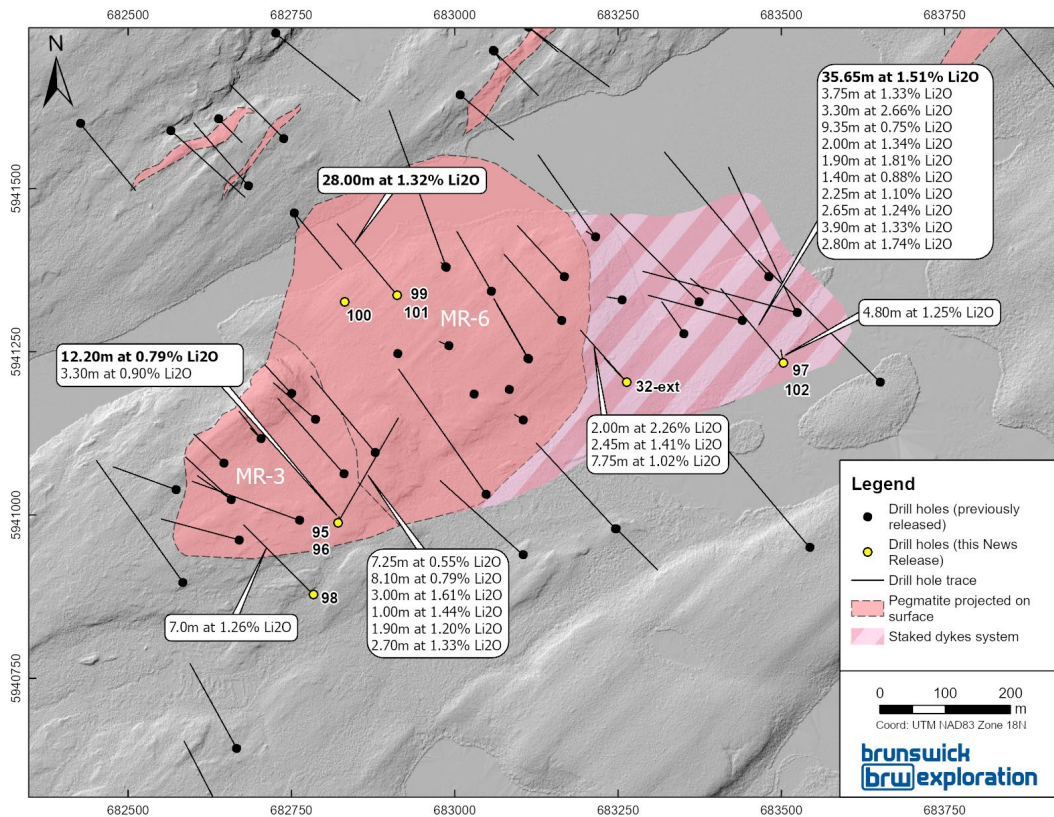 682500
682750
683000
683250
683500
683750
N
35.65m at 1.51% Li2O
3.75m at 1.33% Li2O
3.30m at 2.66% Li2O
9.35m at 0.75% Li2O
2.00m at 1.34% Li2O
1.90m at 1.81% Li2O
1.40m at 0.88% Li2O
2.25m at 1.10% Li2O
2.65m at 1.24% Li2O
3.90m at 1.33% Li2O
2.80m at 1.74% Li2O
5941500
5941500
28.00m at 1.32% Li2O
99
100
101
MR-6
4.80m at 1.25% Li2O
5941250
5941250
12.20m at 0.79% Li2O
3.30m at 0.90% Li2O
97
102
32-ext
2.00m at 2.26% Li2O
2.45m at 1.41% Li2O
7.75m at 1.02% Li2O
MR-3
5941000
5941000
95
96
7.25m at 0.55% Li2O
8.10m at 0.79% Li2O
3.00m at 1.61% Li2O
1.00m at 1.44% Li2O
1.90m at 1.20% Li2O
2.70m at 1.33% Li2O
98
7.0m at 1.26% Li2O
Legend
Drill holes (previously
released)
Drill holes (this News
Release)
Drill hole trace
Pegmatite projected on
surface
Staked dykes system
5940750
5940750
0 100 200
m
Coord: UTM NAD83 Zone 18N
brunswick
brw exploration
682500
682750
683000
683250
683500
683750